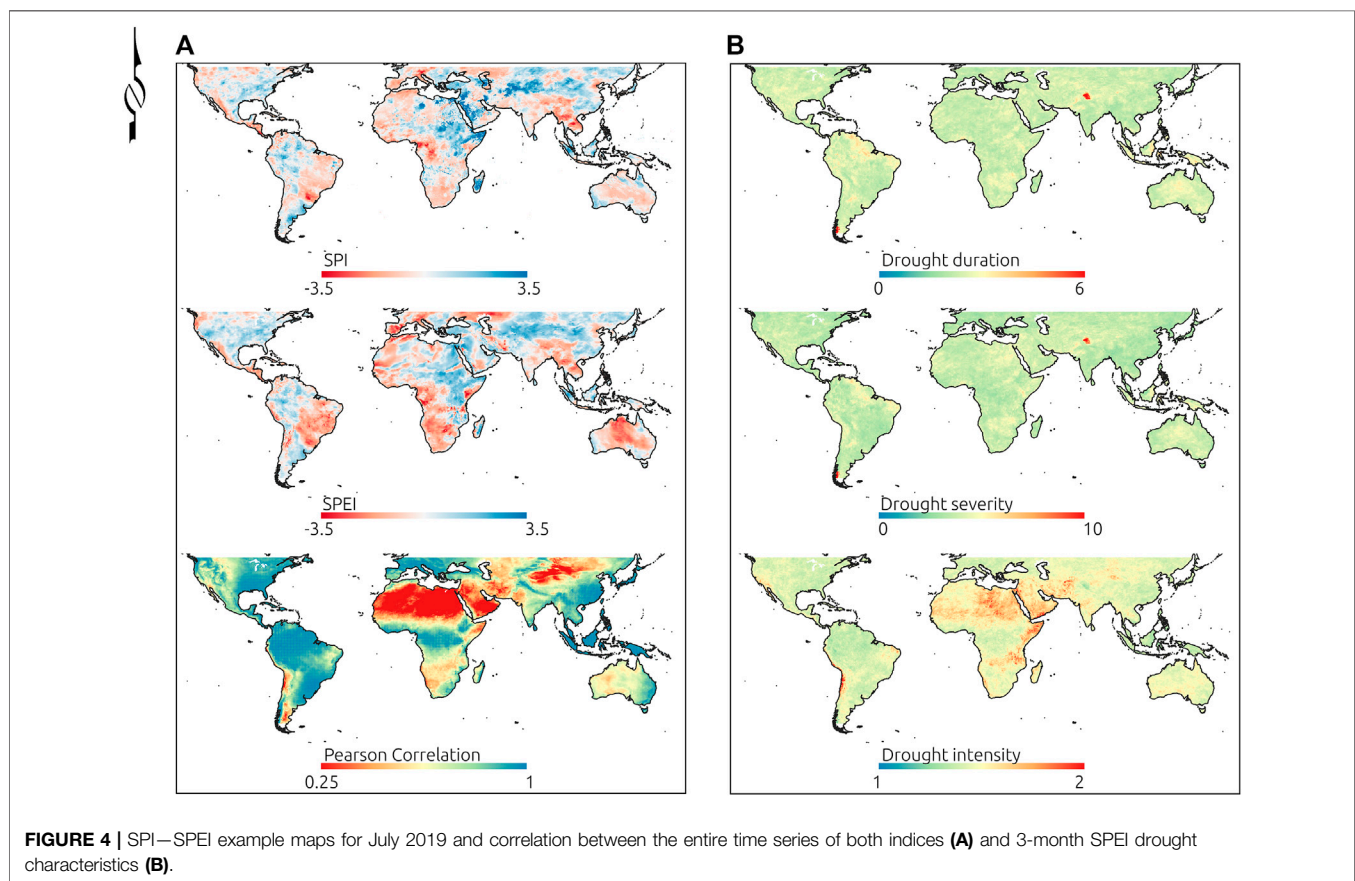 A
B
SPI
-3.5 3.5
Drought duration
0 6
SPEI
-3.5 3.5
Drought severity
0 10
Pearson Correlation
0.25 1
Drought intensity
1 2
FIGURE 4 | SPI—SPEI example maps for July 2019 and correlation between the entire time series of both indices (A) and 3-month SPEI drought
characteristics (B).